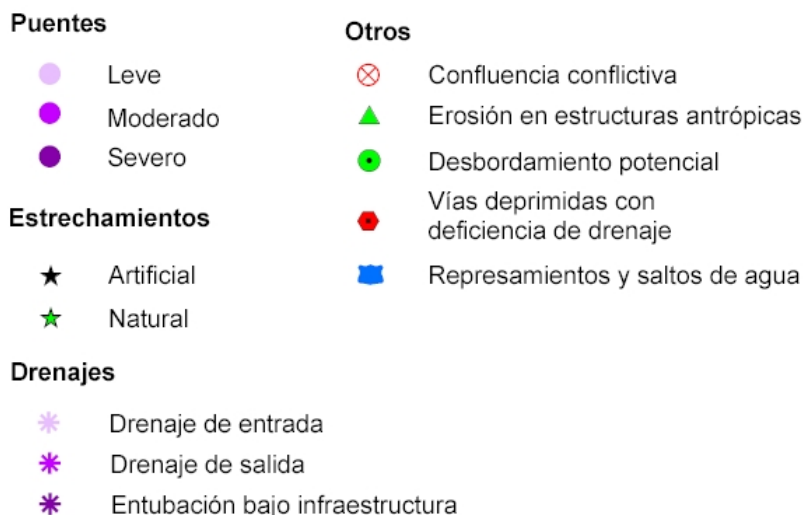 Puentes
Leve
Moderado
Severo
Estrechamientos
Artificial
Natural
Drenajes
Drenaje de entrada
Drenaje de salida
Entubación bajo infraestructura
Otros
Confluencia conflictiva
Erosión en estructuras antrópicas
Desbordamiento potencial
Vías deprimidas con
deficiencia de drenaje
Represamientos y saltos de agua